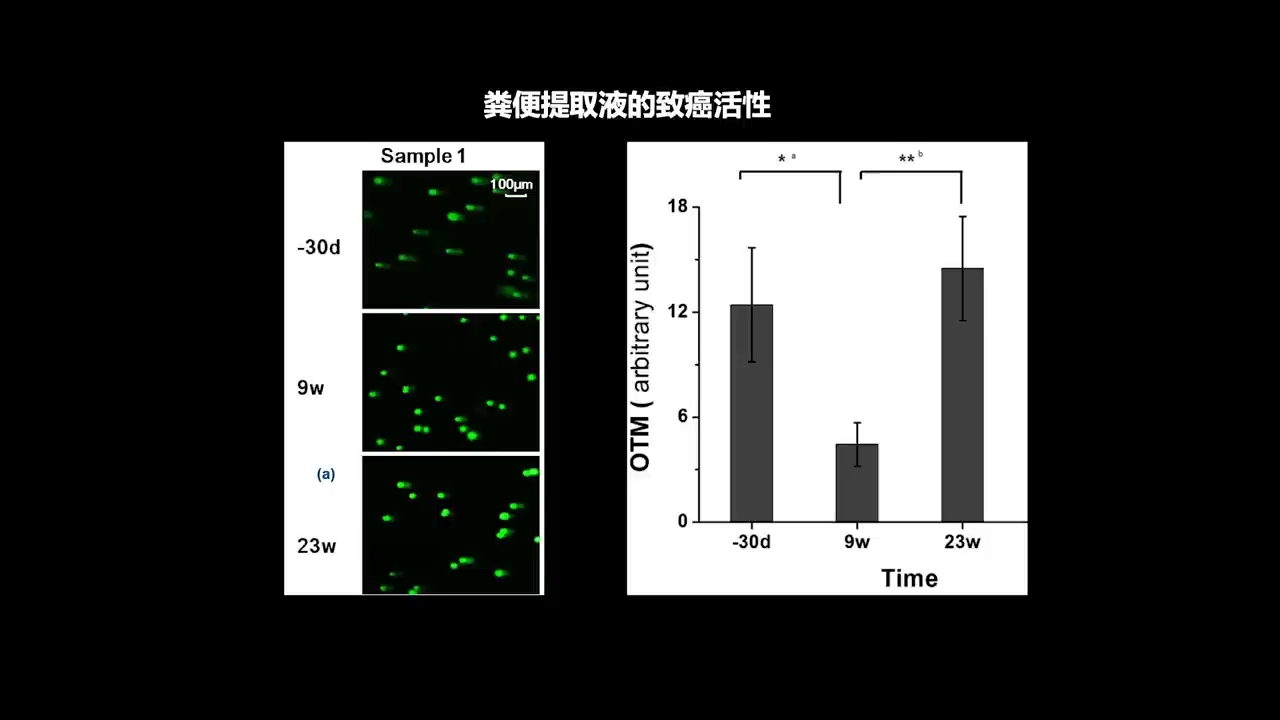 粪便提取液的致癌活性
Sample 1
100μm
-30d
9w
(a)
23w
* a
** b
18
12
6
0
OTM ( arbitrary unit)
-30d 9w 23w
Time